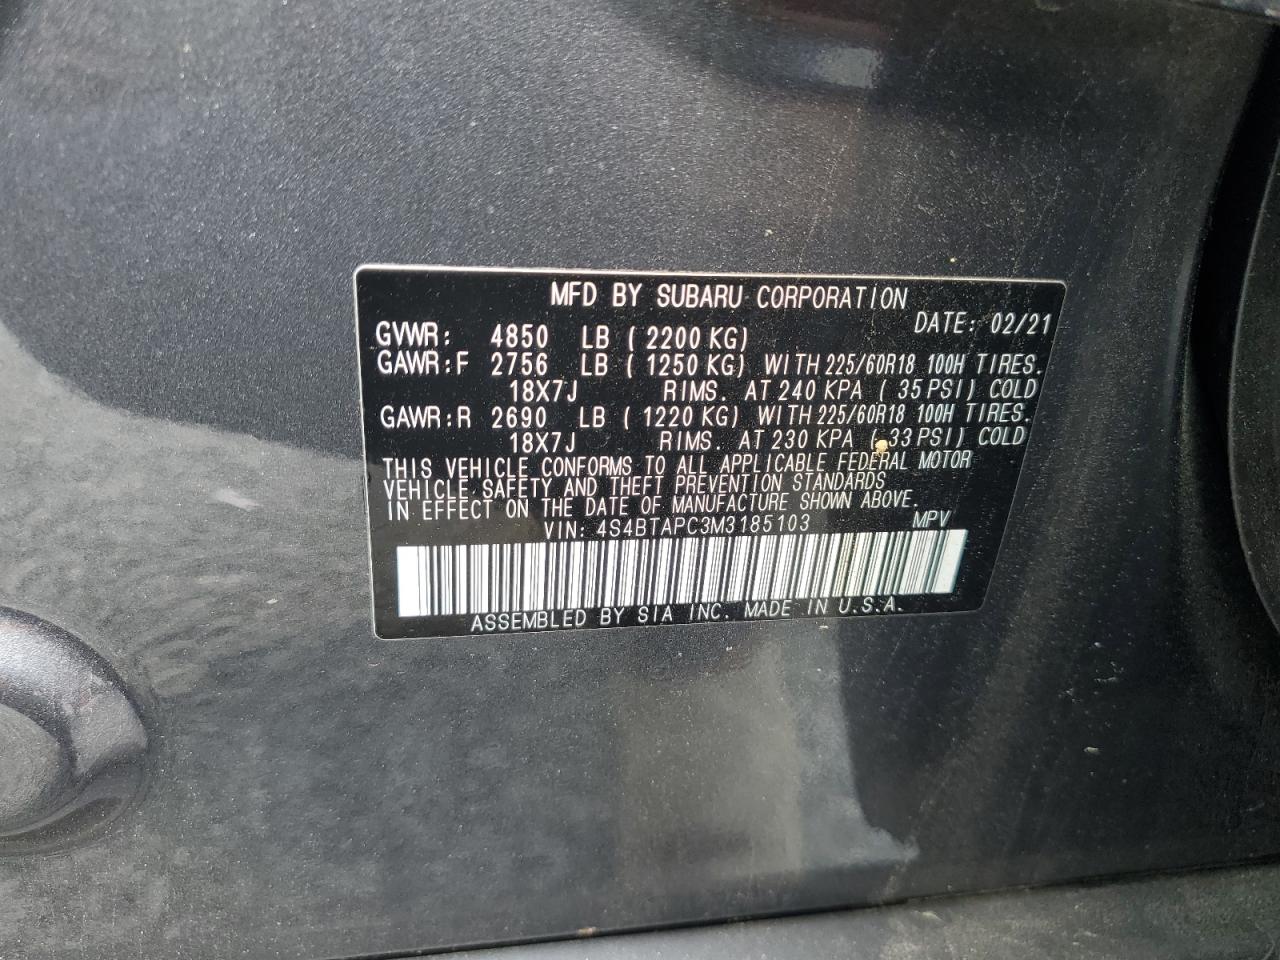 MFD BY SUBARU CORPORATION
DATE: 02/21
GVWR: 4850 LB ( 2200 KG)
GAWR:F 2756 LB ( 1250 KG) WITH 225/60R18 100H TIRES.
18X7J RIMS. AT 240 KPA ( 35 PSI) COLD
GAWR:R 2690 LB ( 1220 KG) WITH 225/60R18 100H TIRES.
18X7J RIMS. AT 230 KPA ( 33 PSI) COLD
THIS VEHICLE CONFORMS TO ALL APPLICABLE FEDERAL MOTOR
VEHICLE SAFETY AND THEFT PREVENTION STANDARDS
IN EFFECT ON THE DATE OF MANUFACTURE SHOWN ABOVE.
VIN: 4S4BTAPC3M3185103 MPV
ASSEMBLED BY SIA INC. MADE IN U.S.A.